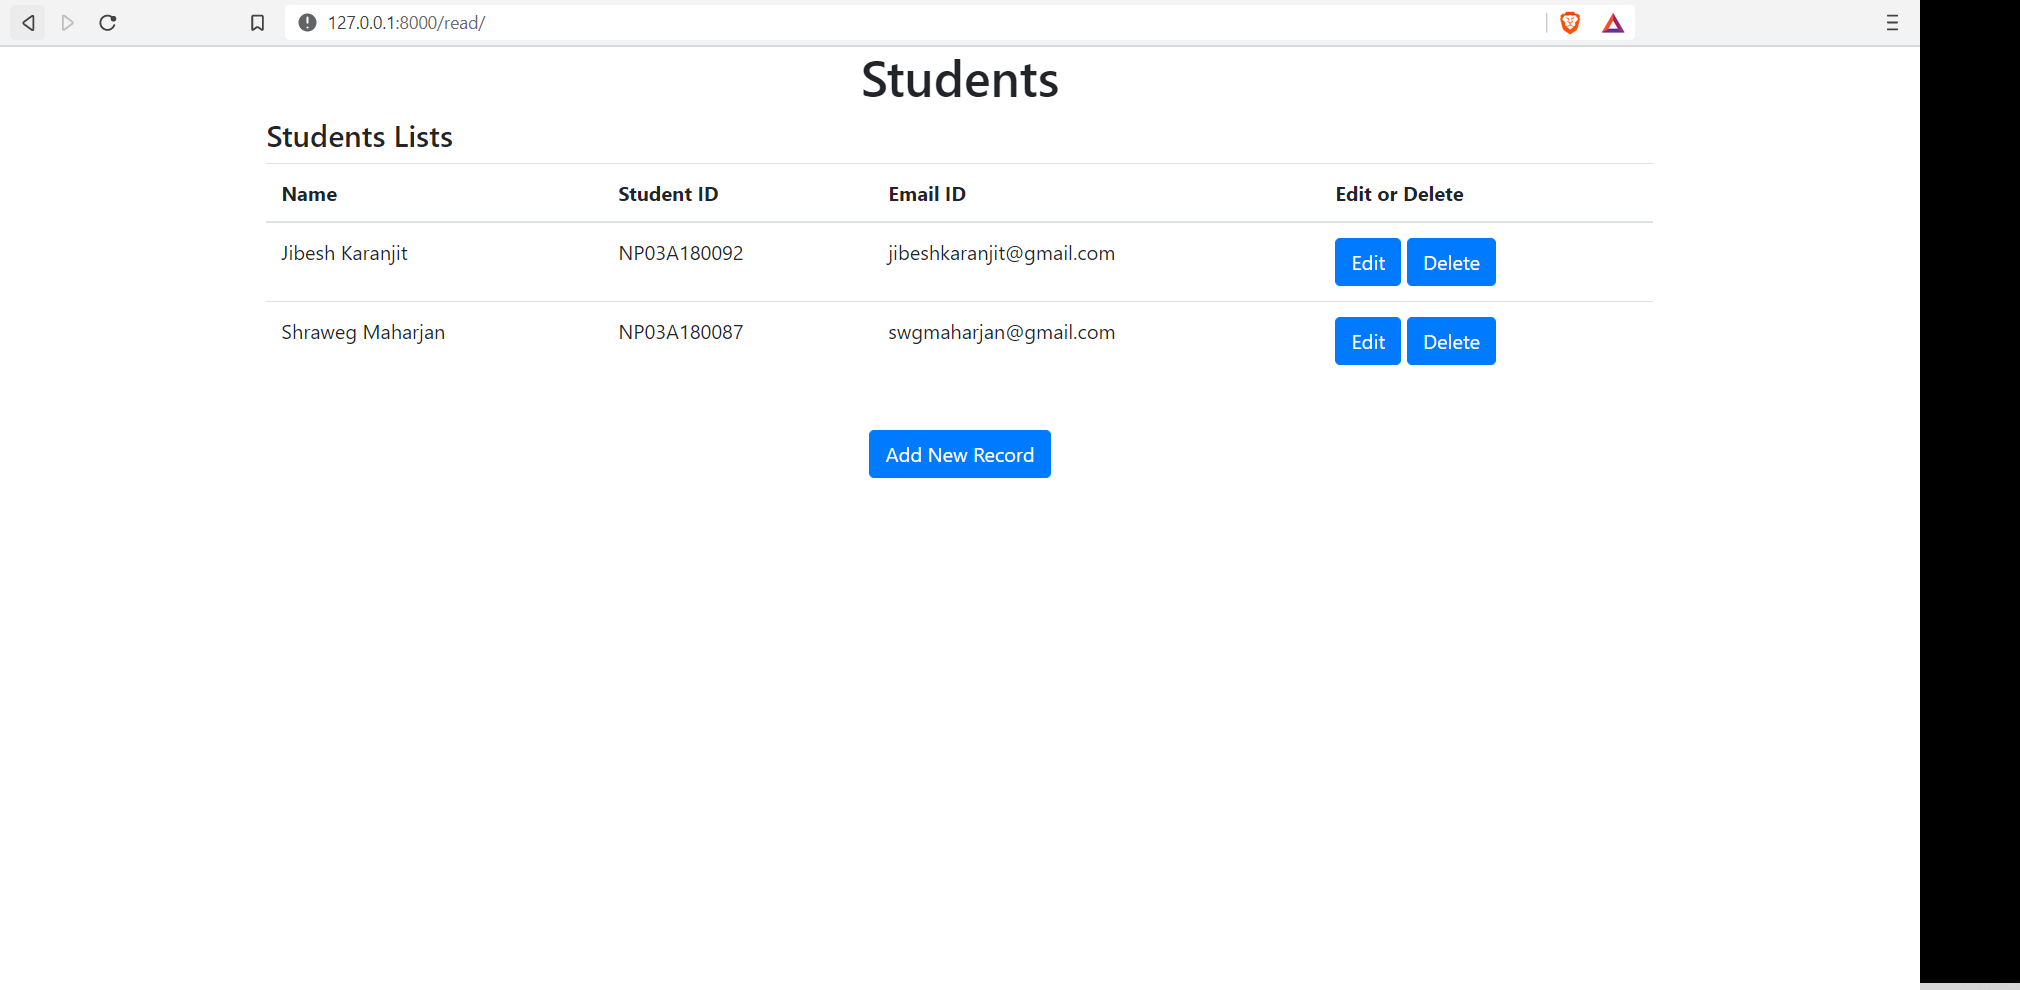 127.0.0.1:8000/read/
Students
Students Lists
Name Student ID Email ID Edit or Delete
Jibesh Karanjit NP03A180092 jibeshkaranjit@gmail.com Edit Delete
Shraweg Maharjan NP03A180087 swgmaharjan@gmail.com Edit Delete
Add New Record